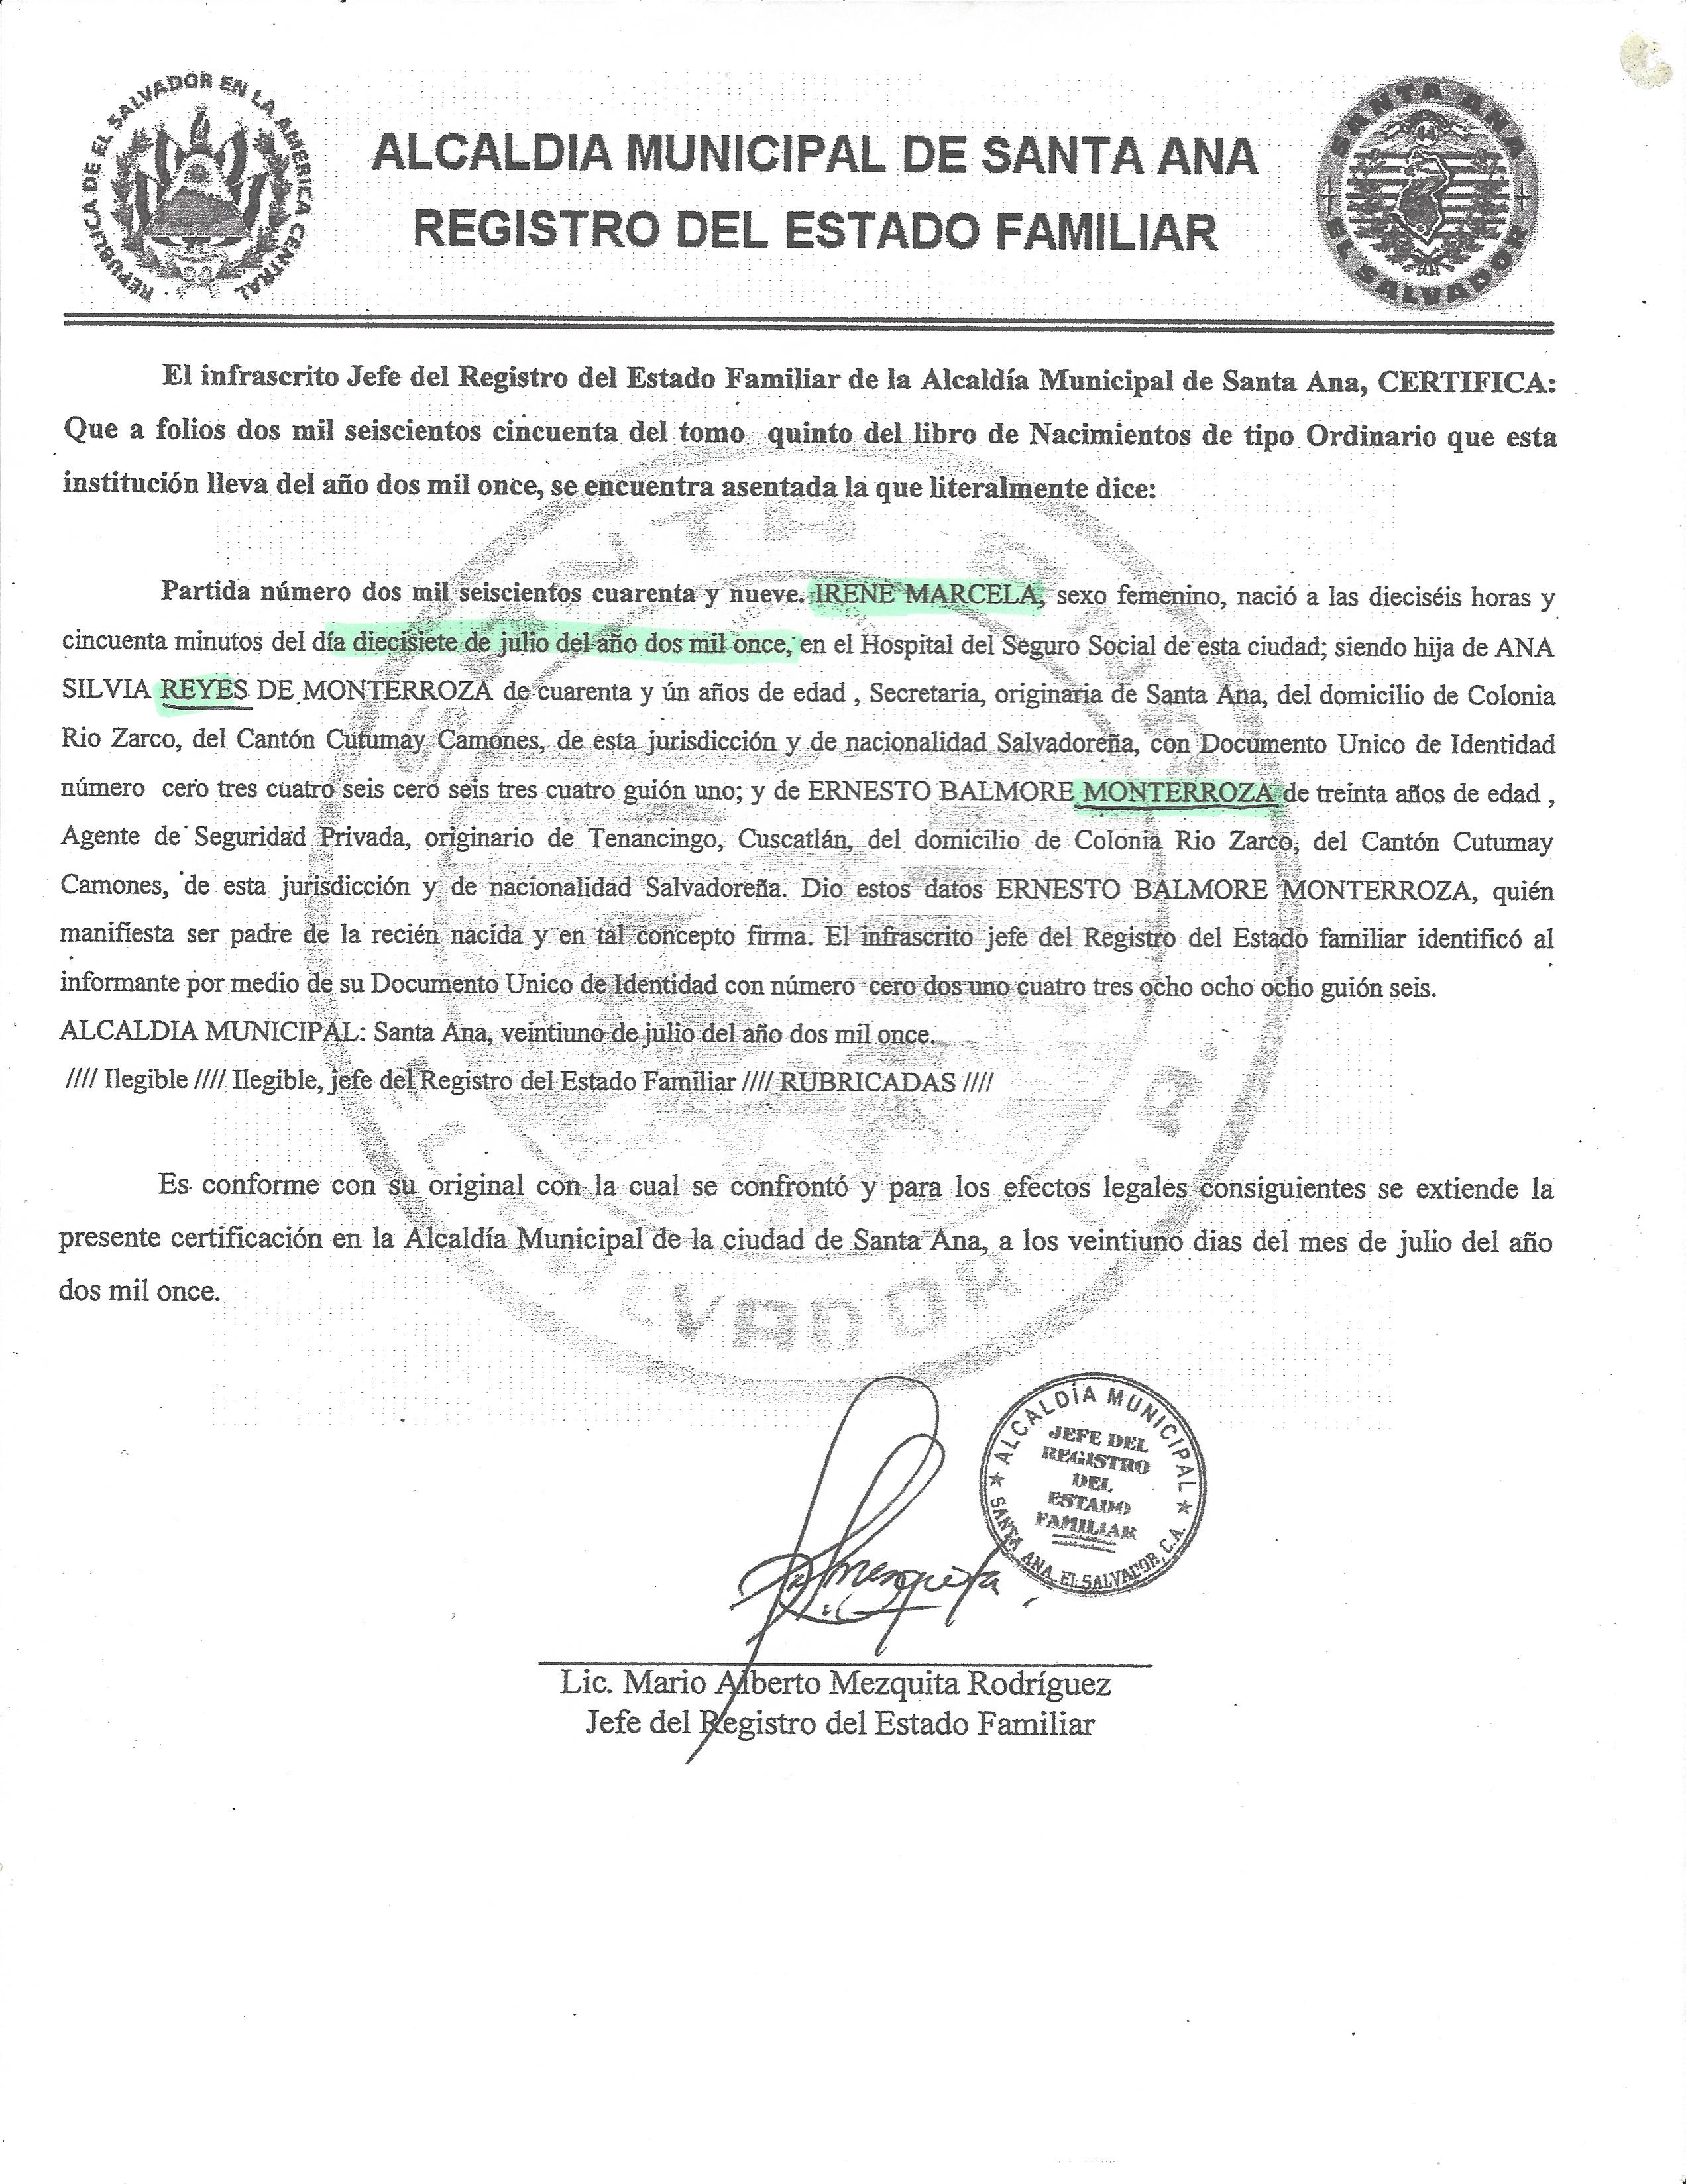 REPUBLICA DE EL SALVADOR EN LA AMERICA CENTRAL
ALCALDIA MUNICIPAL DE SANTA ANA
REGISTRO DEL ESTADO FAMILIAR
SANTA ANA
EL SALVADOR
El infrascrito Jefe del Registro del Estado Familiar de la Alcaldía Municipal de Santa Ana, CERTIFICA:
Que a folios dos mil seiscientos cincuenta del tomo quinto del libro de Nacimientos de tipo Ordinario que esta
institución lleva del año dos mil once, se encuentra asentada la que literalmente dice:
Partida número dos mil seiscientos cuarenta y nueve. IRENE MARCELA, sexo femenino, nació a las dieciséis horas y
cincuenta minutos del día diecisiete de julio del año dos mil once, en el Hospital del Seguro Social de esta ciudad; siendo hija de ANA
SILVIA REYES DE MONTERROZA de cuarenta y ún años de edad , Secretaria, originaria de Santa Ana, del domicilio de Colonia
Rio Zarco, del Cantón Cutumay Camones, de esta jurisdicción y de nacionalidad Salvadoreña, con Documento Unico de Identidad
número cero tres cuatro seis cero seis tres cuatro guión uno; y de ERNESTO BALMORE MONTERROZA de treinta años de edad ,
Agente de Seguridad Privada, originario de Tenancingo, Cuscatlán, del domicilio de Colonia Rio Zarco, del Cantón Cutumay
Camones, de esta jurisdicción y de nacionalidad Salvadoreña. Dio estos datos ERNESTO BALMORE MONTERROZA, quién
manifiesta ser padre de la recién nacida y en tal concepto firma. El infrascrito jefe del Registro del Estado familiar identificó al
informante por medio de su Documento Unico de Identidad con número cero dos uno cuatro tres ocho ocho ocho guión seis.
ALCALDIA MUNICIPAL: Santa Ana, veintiuno de julio del año dos mil once.
//// Ilegible //// Ilegible, jefe del Registro del Estado Familiar //// RUBRICADAS ////
Es conforme con su original con la cual se confrontó y para los efectos legales consiguientes se extiende la
presente certificación en la Alcaldía Municipal de la ciudad de Santa Ana, a los veintiuno dias del mes de julio del año
dos mil once.
ALCALDÍA MUNICIPAL
JEFE DEL
REGISTRO
DEL
ESTADO
FAMILIAR
SANTA ANA, EL SALVADOR, C.A.
Lic. Mario Alberto Mezquita Rodríguez
Jefe del Registro del Estado Familiar